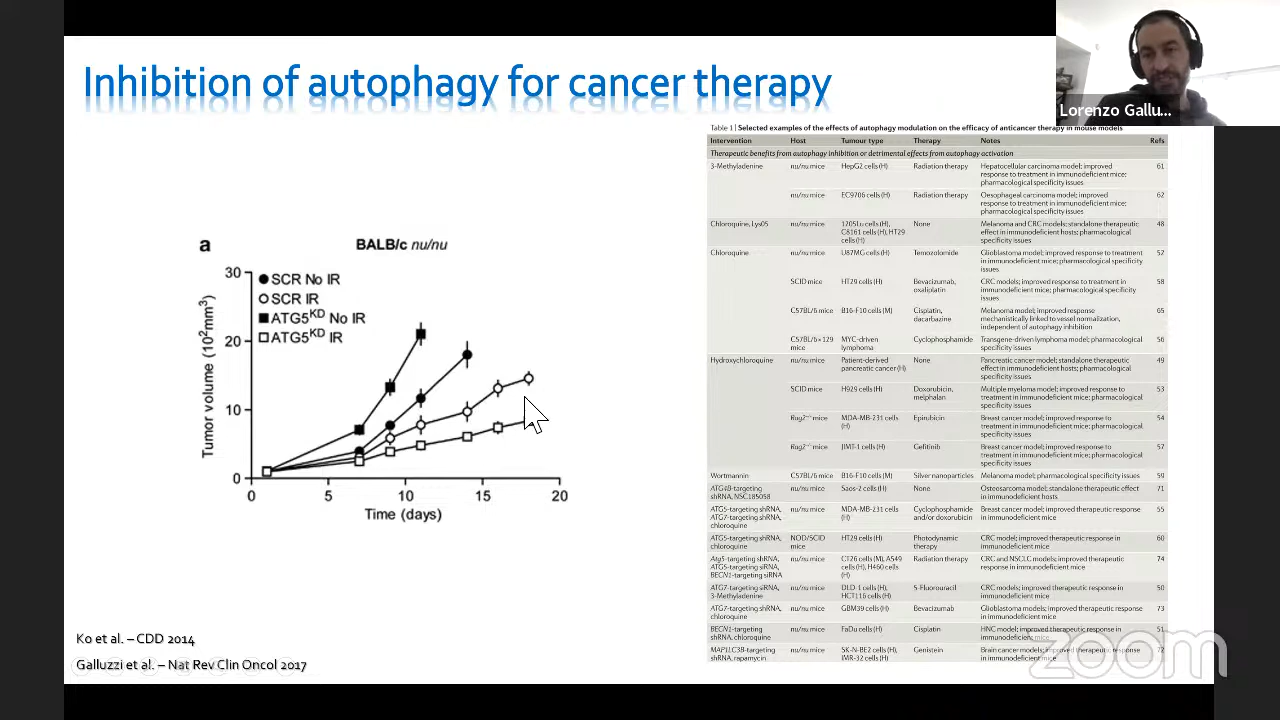 Inhibition of autophagy for cancer therapy
Lorenzo Gallu...
a
BALB/c nu/nu
SCR No IR
SCR IR
ATG5KD No IR
ATG5KD IR
Tumor volume (10²mm³)
30
20
10
0
0 5 10 15 20
Time (days)
Ko et al. – CDD 2014
Galluzzi et al. – Nat Rev Clin Oncol 2017
Table 1 | Selected examples of the effects of autophagy modulation on the efficacy of anticancer therapy in mouse models
Intervention Host Tumour type Therapy Notes Refs
Therapeutic benefits from autophagy inhibition or detrimental effects from autophagy activation
3-Methyladenine nu/nu mice HepG2 cells (H) Radiation therapy Hepatocellular carcinoma model; improved 61
response to treatment in immunodeficient mice;
pharmacological specificity issues
nu/nu mice EC9706 cells (H) Radiation therapy Oesophageal carcinoma model; improved 62
response to treatment in immunodeficient mice;
pharmacological specificity issues
Chloroquine, Lys05 nu/nu mice 1205Lu cells (H), None Melanoma and CRC models; standalone therapeutic 48
C8161 cells (H), HT29 effect in immunodeficient hosts; pharmacological
cells (H) specificity issues
Chloroquine nu/nu mice U87MG cells (H) Temozolomide Glioblastoma model; improved response to treatment 52
in immunodeficient mice; pharmacological specificity
issues
SCID mice HT29 cells (H) Bevacizumab, CRC models; improved response to treatment in 58
oxaliplatin immunodeficient mice; pharmacological specificity
issues
C57BL/6 mice B16-F10 cells (M) Cisplatin, Melanoma model; improved response 65
dacarbazine mechanistically linked to vessel normalization,
independent of autophagy inhibition
C57BL/6×129 MYC-driven Cyclophosphamide Transgene-driven lymphoma model; pharmacological 56
mice lymphoma specificity issues
Hydroxychloroquine nu/nu mice Patient-derived None Pancreatic cancer model; standalone therapeutic 49
pancreatic cancer (H) effect in immunodeficient hosts; pharmacological
specificity issues
SCID mice H929 cells (H) Doxorubicin, Multiple myeloma model; improved response to 53
melphalan treatment in immunodeficient mice; pharmacological
specificity issues
Rag2−/− mice MDA-MB-231 cells Epirubicin Breast cancer model; improved response to 54
(H) treatment in immunodeficient mice; pharmacological
specificity issues
Rag2−/− mice JIMT-1 cells (H) Gefitinib Breast cancer model; improved response to 57
treatment in immunodeficient mice; pharmacological
specificity issues
Wortmannin C57BL/6 mice B16-F10 cells (M) Silver nanoparticles Melanoma model; pharmacological specificity issues 59
ATG4B-targeting nu/nu mice Saos-2 cells (H) None Osteosarcoma model; standalone therapeutic effect 71
shRNA, NSC185058 in immunodeficient hosts
ATG5-targeting shRNA, nu/nu mice MDA-MB-231 cells Cyclophosphamide Breast cancer model; improved therapeutic response 55
ATG7-targeting shRNA, (H) and/or doxorubicin in immunodeficient mice
chloroquine
ATG5-targeting shRNA, NOD/SCID HT29 cells (H) Photodynamic CRC model; improved therapeutic response in 60
chloroquine mice therapy immunodeficient mice
Atg5-targeting shRNA, nu/nu mice CT26 cells (M), A549 Radiation therapy CRC and NSCLC models; improved therapeutic 74
ATG5-targeting siRNA, cells (H), H460 cells response in immunodeficient mice
BECN1-targeting siRNA (H)
ATG7-targeting siRNA, nu/nu mice DLD-1 cells (H), 5-Fluorouracil CRC models; improved therapeutic response in 50
3-Methyladenine HCT116 cells (H) immunodeficient mice
ATG7-targeting shRNA, nu/nu mice GBM39 cells (H) Bevacizumab Glioblastoma models; improved therapeutic response 73
chloroquine in immunodeficient mice
BECN1-targeting nu/nu mice FaDu cells (H) Cisplatin HNC model; improved therapeutic response in 51
shRNA, chloroquine immunodeficient mice
MAP1LC3B-targeting nu/nu mice SK-N-BE2 cells (H), Genistein Brain cancer models; improved therapeutic response 72
shRNA, rapamycin IMR-32 cells (H) in immunodeficient mice
zoom